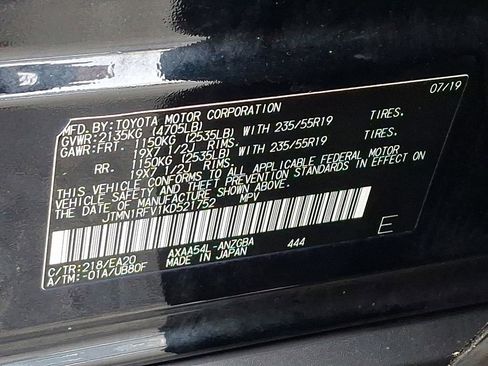 07/19
MFD.BY:TOYOTA MOTOR CORPORATION
GVWR:2135KG (4705LB)
GAWR:FRT. 1150KG (2535LB) WITH 235/55R19 TIRES.
19X7 1/2J RIMS.
RR. 1150KG (2535LB) WITH 235/55R19 TIRES.
19X7 1/2J RIMS.
THIS VEHICLE CONFORMS TO ALL APPLICABLE FEDERAL MOTOR
VEHICLE SAFETY AND THEFT PREVENTION STANDARDS IN EFFECT
ON THE DATE OF MANUFACTURE SHOWN ABOVE.
JTMN1RFV1KD521752 MPV
E
C/TR:218/EA20 AXAA54L-ANZGBA 444
A/TM:-01A/UB80F MADE IN JAPAN